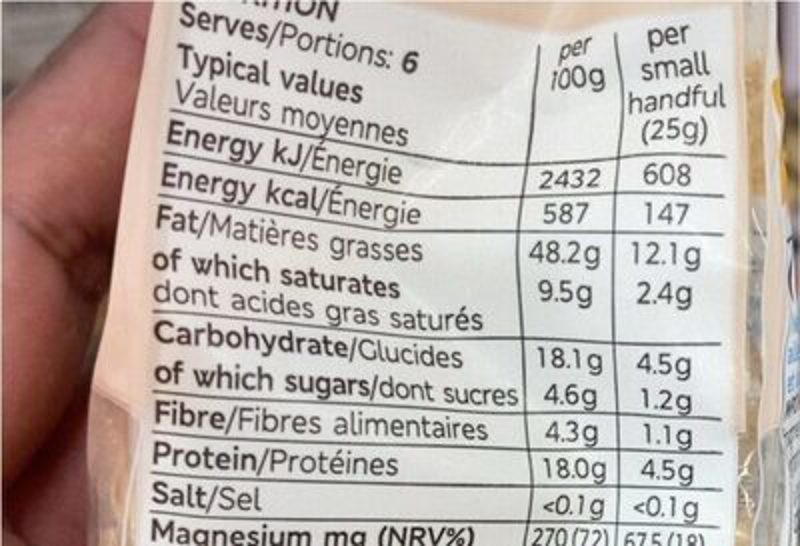 Serves/Portions: 6
Typical values
Valeurs moyennes
per 100g
per small handful (25g)
Energy kJ/Énergie 2432 608
Energy kcal/Énergie 587 147
Fat/Matières grasses 48.2g 12.1g
of which saturates 9.5g 2.4g
dont acides gras saturés
Carbohydrate/Glucides 18.1g 4.5g
of which sugars/dont sucres 4.6g 1.2g
Fibre/Fibres alimentaires 4.3g 1.1g
Protein/Protéines 18.0g 4.5g
Salt/Sel <0.1g <0.1g
Magnesium mg (NRV%) 270 (72) 67.5 (18)